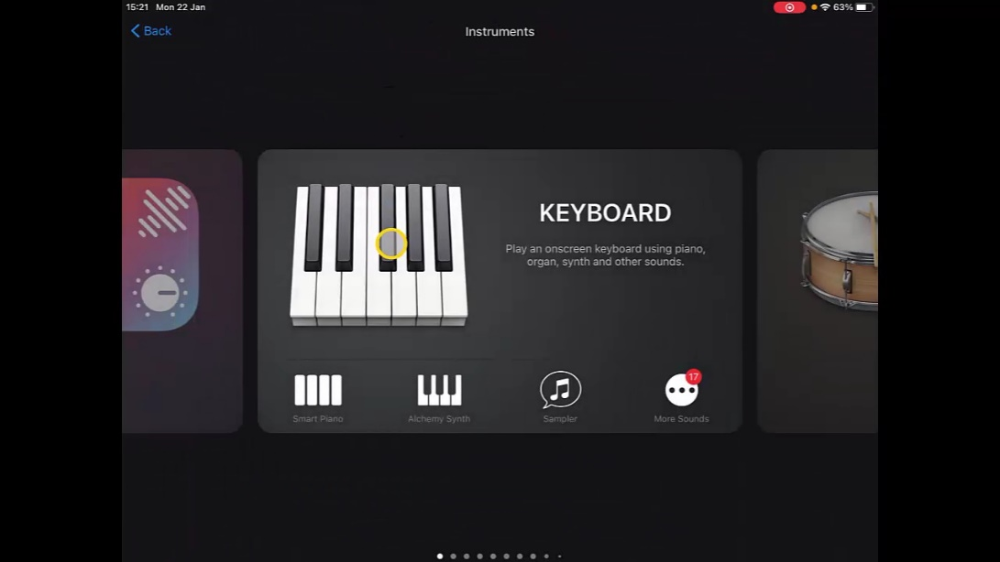 15:21 Mon 22 Jan
63%
Back
Instruments
KEYBOARD
Play an onscreen keyboard using piano,
organ, synth and other sounds.
17
Smart Piano
Alchemy Synth
Sampler
More Sounds